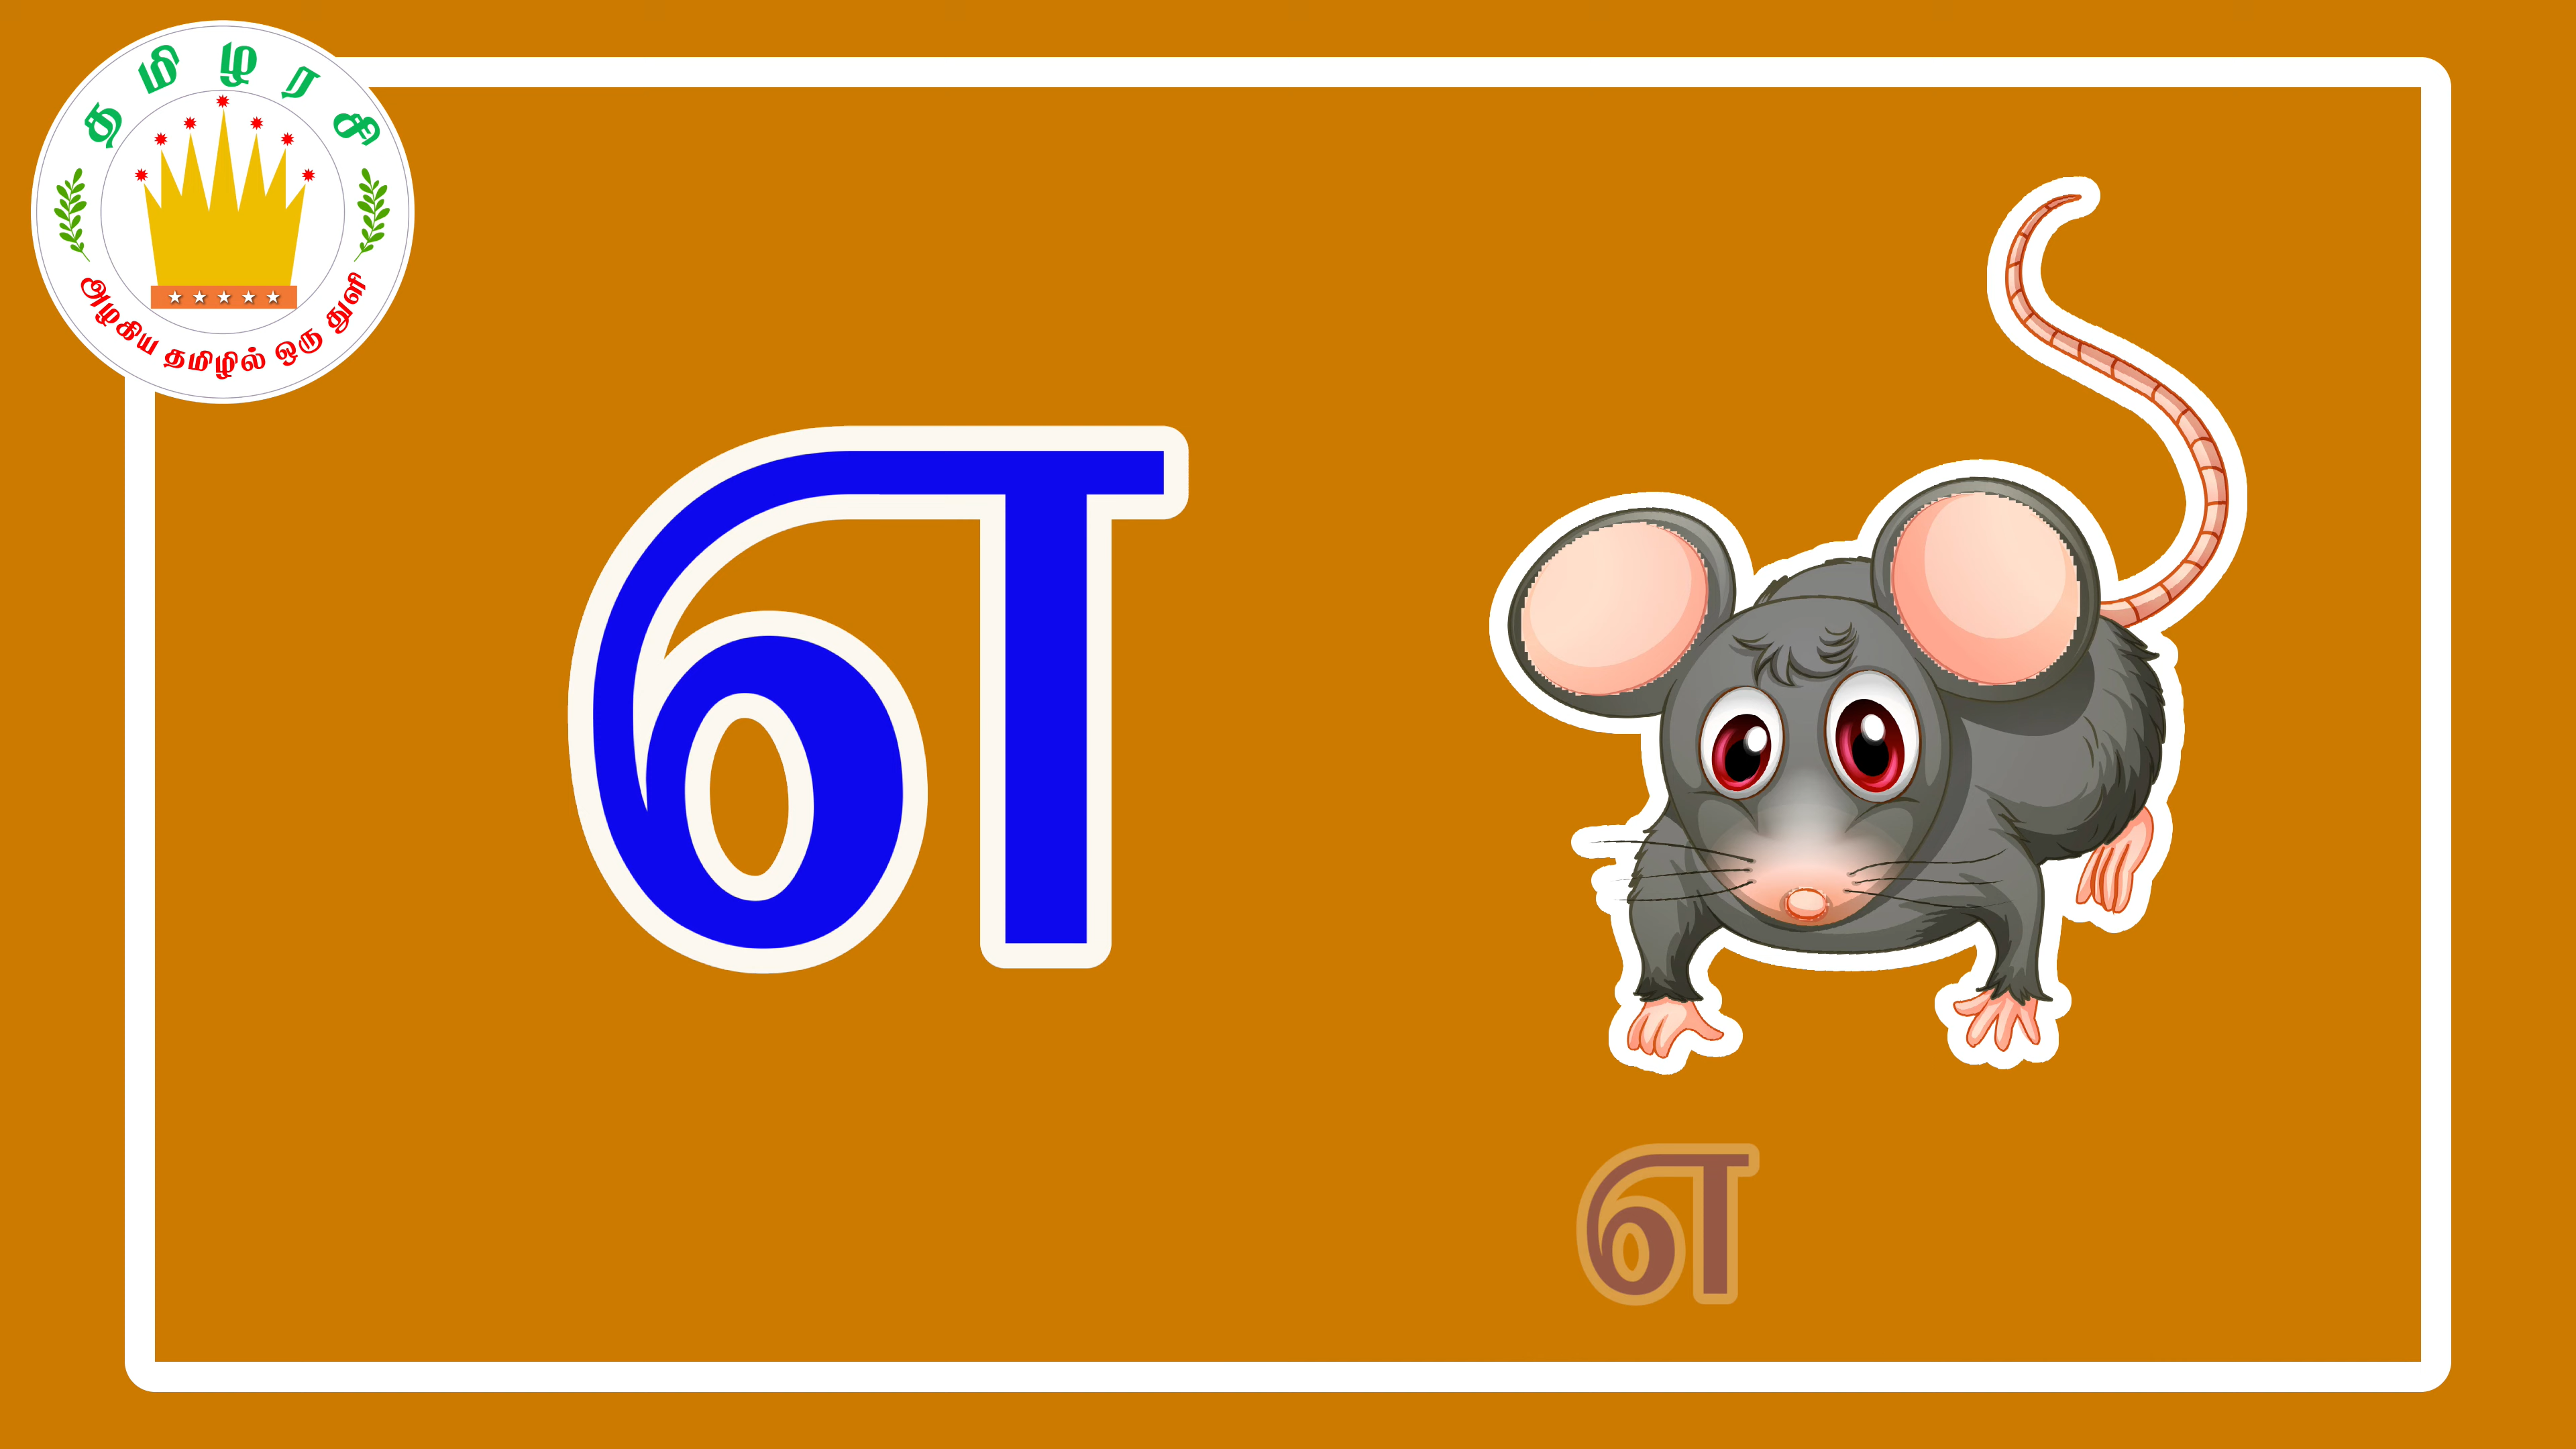 தமிழரசு
அழகிய தமிழில் ஒரு துளி
எ
எ